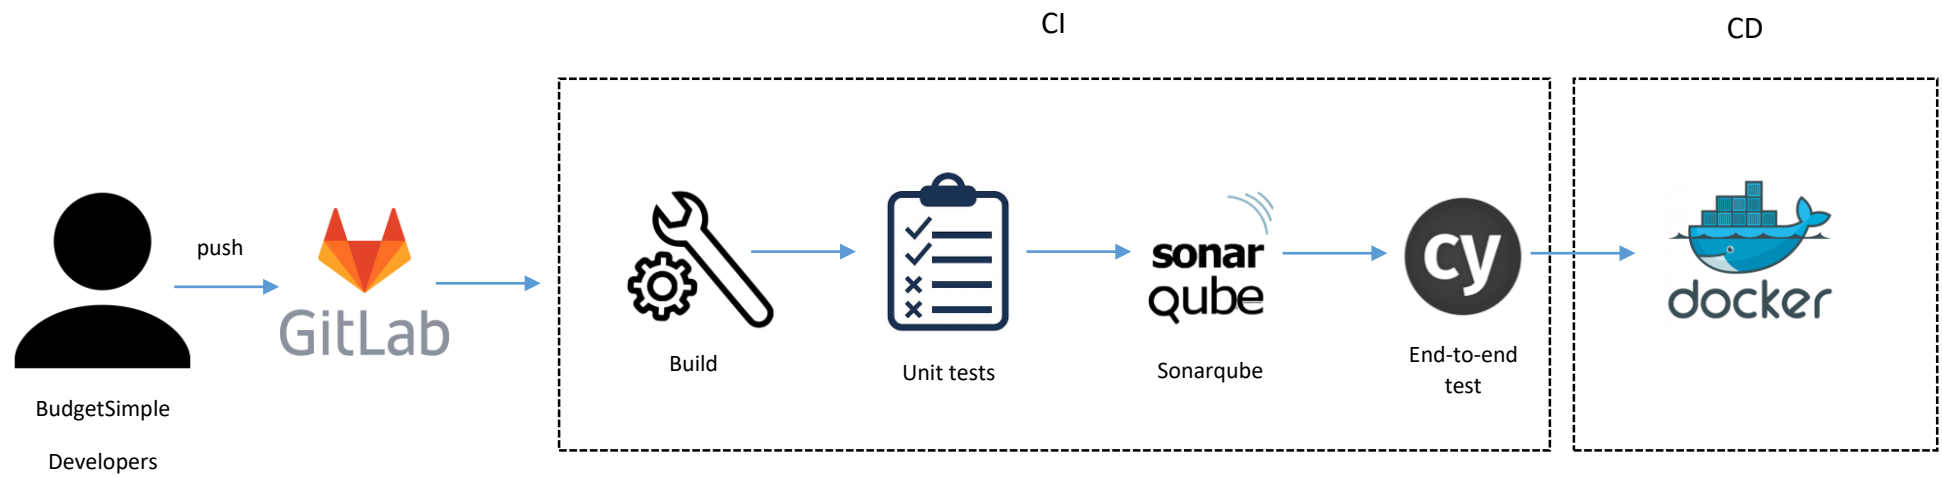 CI
CD
push
GitLab
BudgetSimple
Developers
Build
Unit tests
sonar
qube
Sonarqube
cy
End-to-end
test
docker